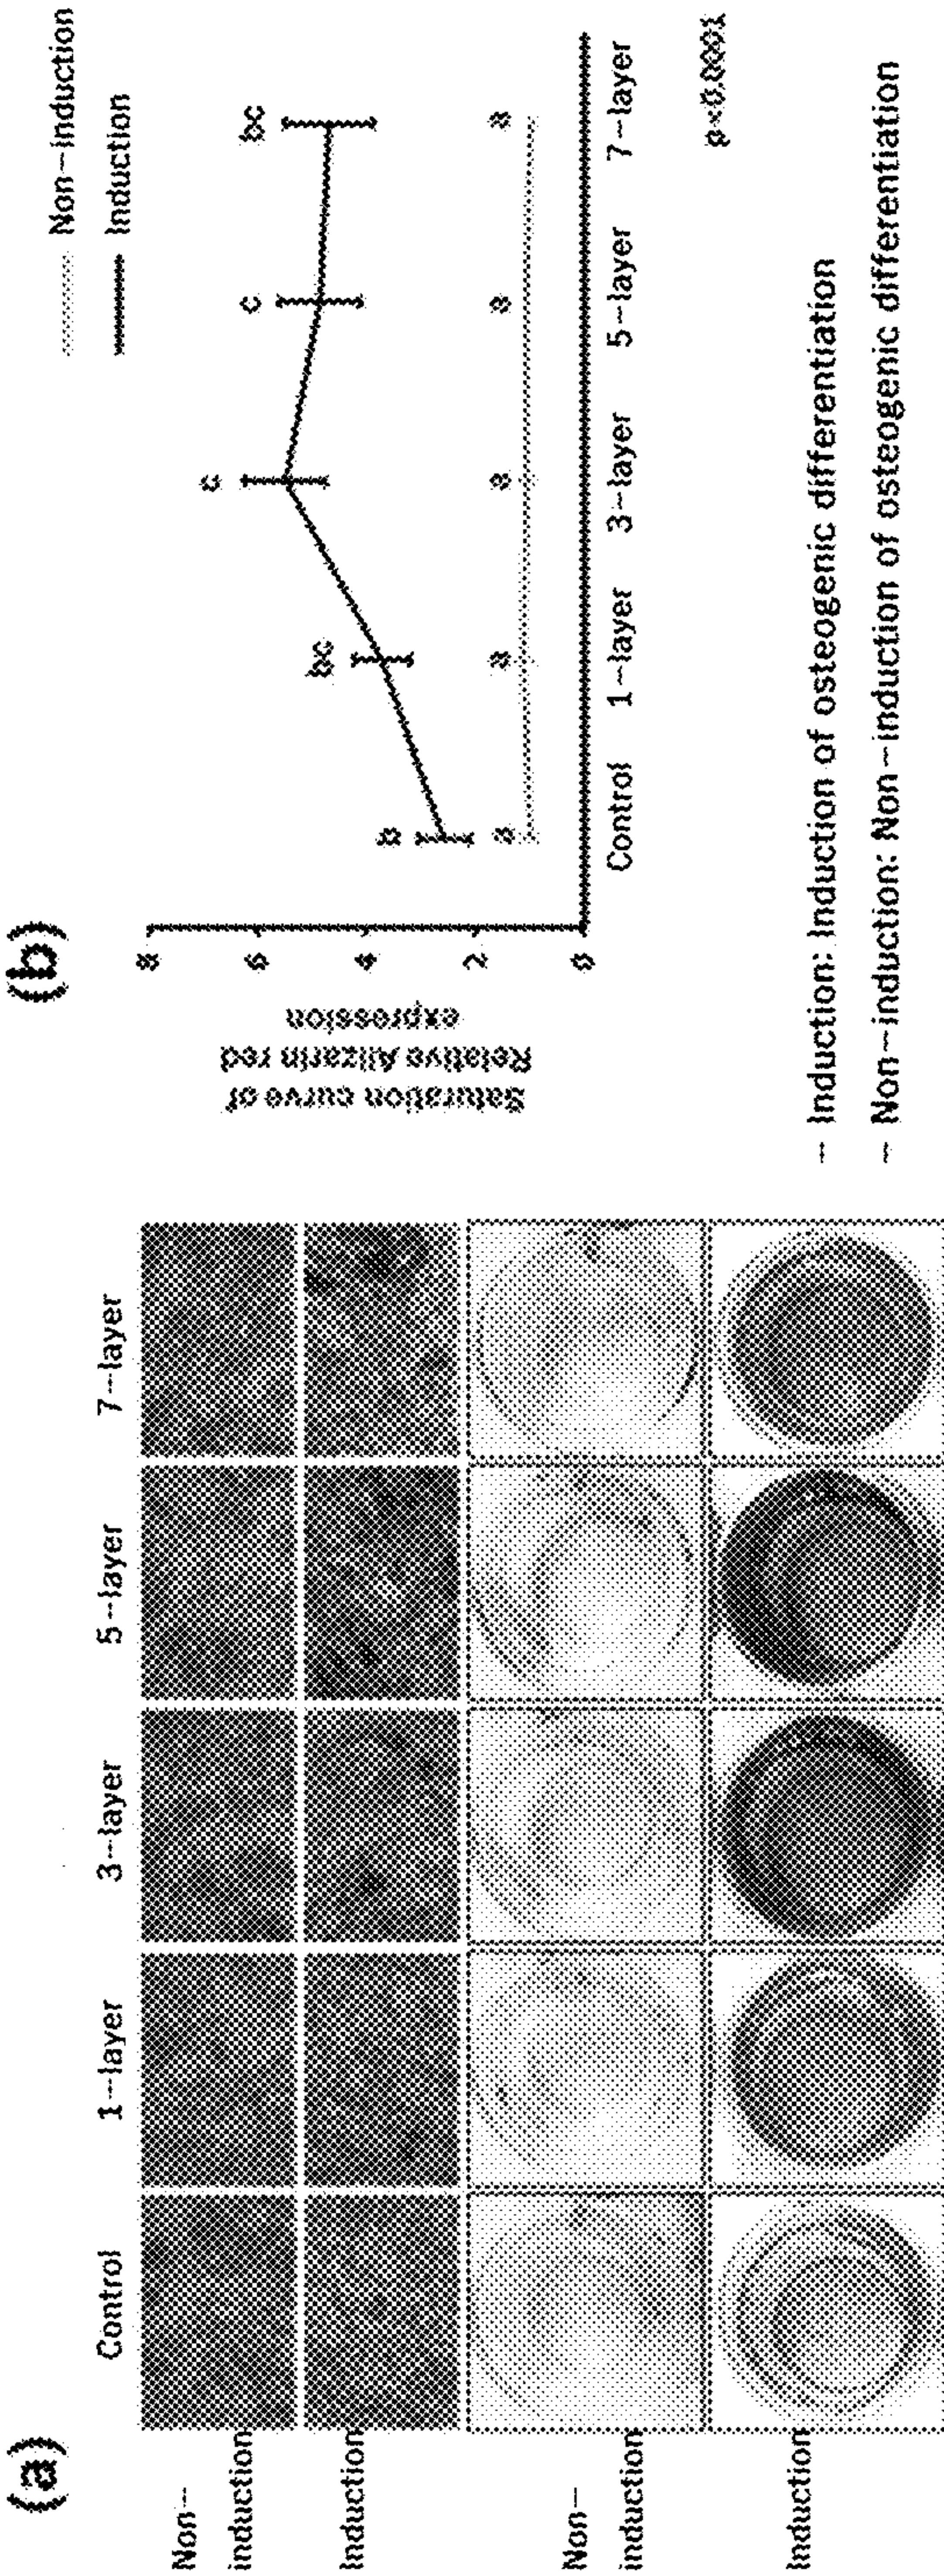 (a)
Control 1-layer 3-layer 5-layer 7-layer
Non-
induction
Induction
Non-
induction
Induction
(b)
Non-induction
Induction
Saturation curve of
Relative Alizarin red
expression
8
6
4
2
0
b bc c c bc
a a a a a
Control 1-layer 3-layer 5-layer 7-layer
p<0.0001
- Induction: Induction of osteogenic differentiation
- Non-induction: Non-induction of osteogenic differentiation